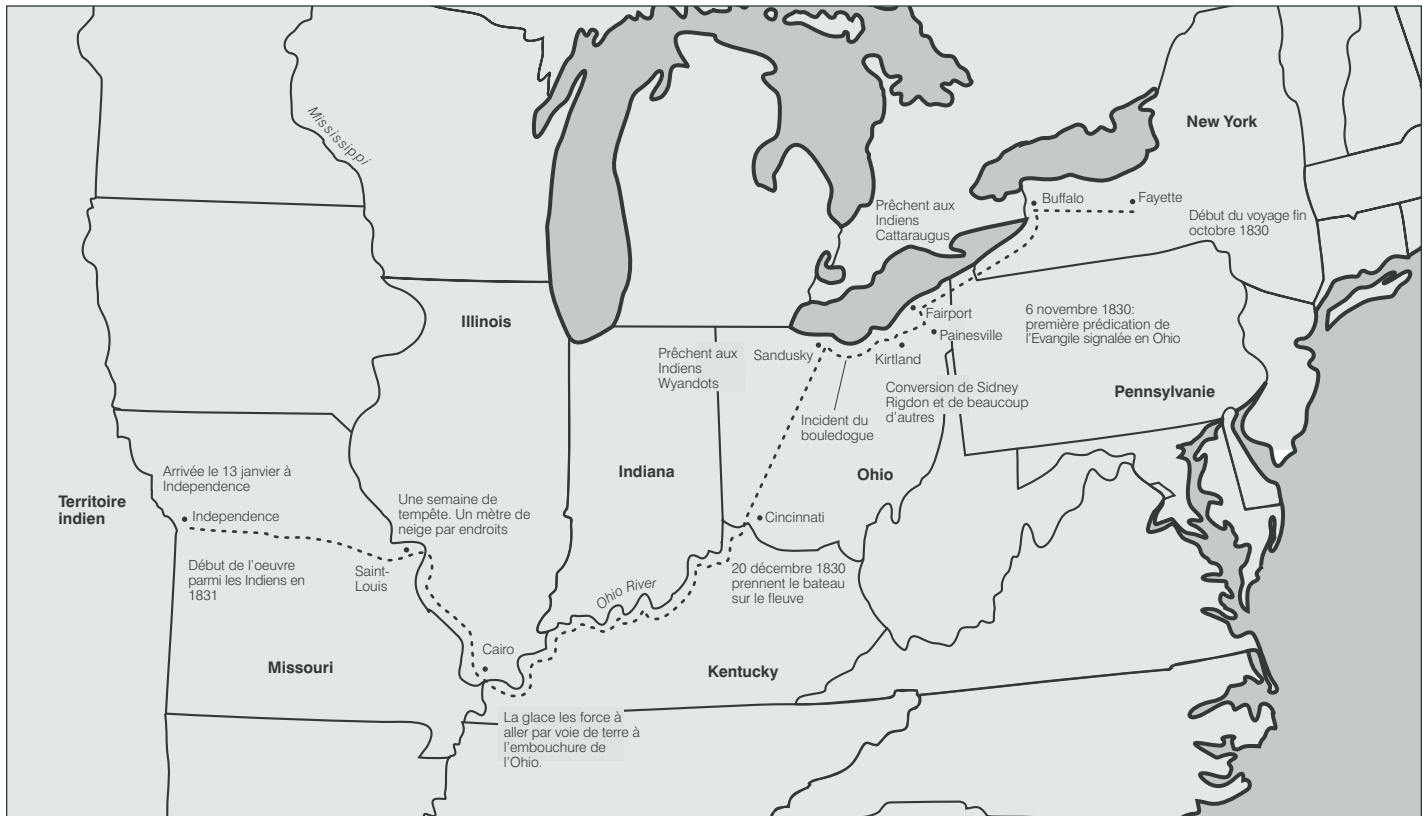 Mississippi
New York
Buffalo
Fayette
Prêchent aux
Indiens
Cattaraugus
Début du voyage fin
octobre 1830
Illinois
Fairport
Painesville
6 novembre 1830:
première prédication de
l'Evangile signalée en Ohio
Prêchent aux
Indiens
Wyandots
Sandusky
Kirtland
Conversion de Sidney
Rigdon et de beaucoup
d'autres
Pennsylvanie
Incident du
bouledogue
Indiana
Ohio
Arrivée le 13 janvier à
Independence
Territoire
indien
Independence
Une semaine de
tempête. Un mètre de
neige par endroits
Cincinnati
Début de l'oeuvre
parmi les Indiens en
1831
Saint-
Louis
Ohio River
20 décembre 1830
prennent le bateau
sur le fleuve
Cairo
Missouri
Kentucky
La glace les force à
aller par voie de terre à
l'embouchure de
l'Ohio.